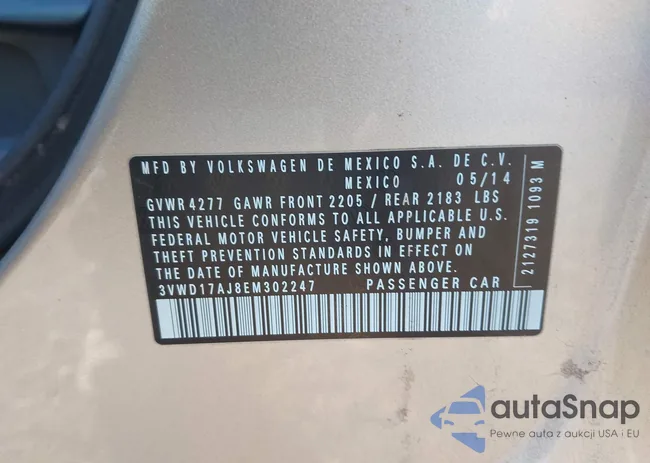 MFD BY VOLKSWAGEN DE MEXICO S.A. DE C.V.
MEXICO 05/14
GVWR 4277 GAWR FRONT 2205 / REAR 2183 LBS
THIS VEHICLE CONFORMS TO ALL APPLICABLE U.S.
FEDERAL MOTOR VEHICLE SAFETY, BUMPER AND
THEFT PREVENTION STANDARDS IN EFFECT ON
THE DATE OF MANUFACTURE SHOWN ABOVE.
3VWD17AJ8EM302247 PASSENGER CAR
2127319 1093 M
autaSnap
Pewne auta z aukcji USA i EU